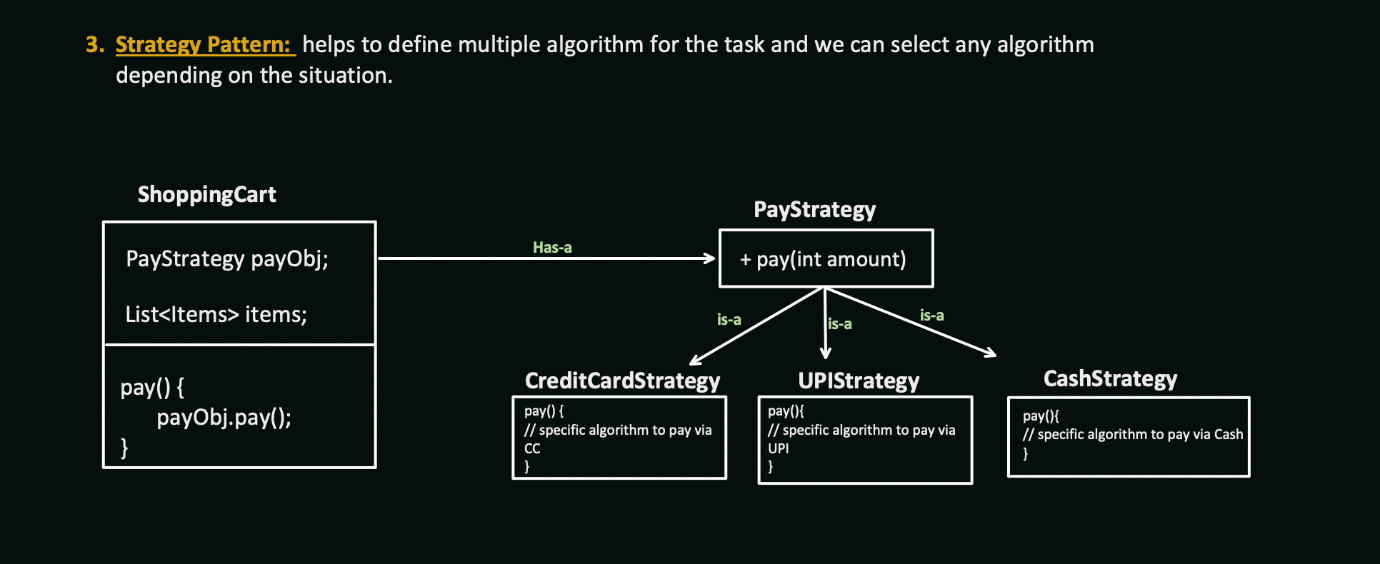 3. Strategy Pattern: helps to define multiple algorithm for the task and we can select any algorithm
depending on the situation.
ShoppingCart
PayStrategy payObj;
List<Items> items;
pay() {
payObj.pay();
}
Has-a
PayStrategy
+ pay(int amount)
is-a
is-a
is-a
CreditCardStrategy
pay() {
// specific algorithm to pay via
CC
}
UPIStrategy
pay(){
// specific algorithm to pay via
UPI
}
CashStrategy
pay(){
// specific algorithm to pay via Cash
}